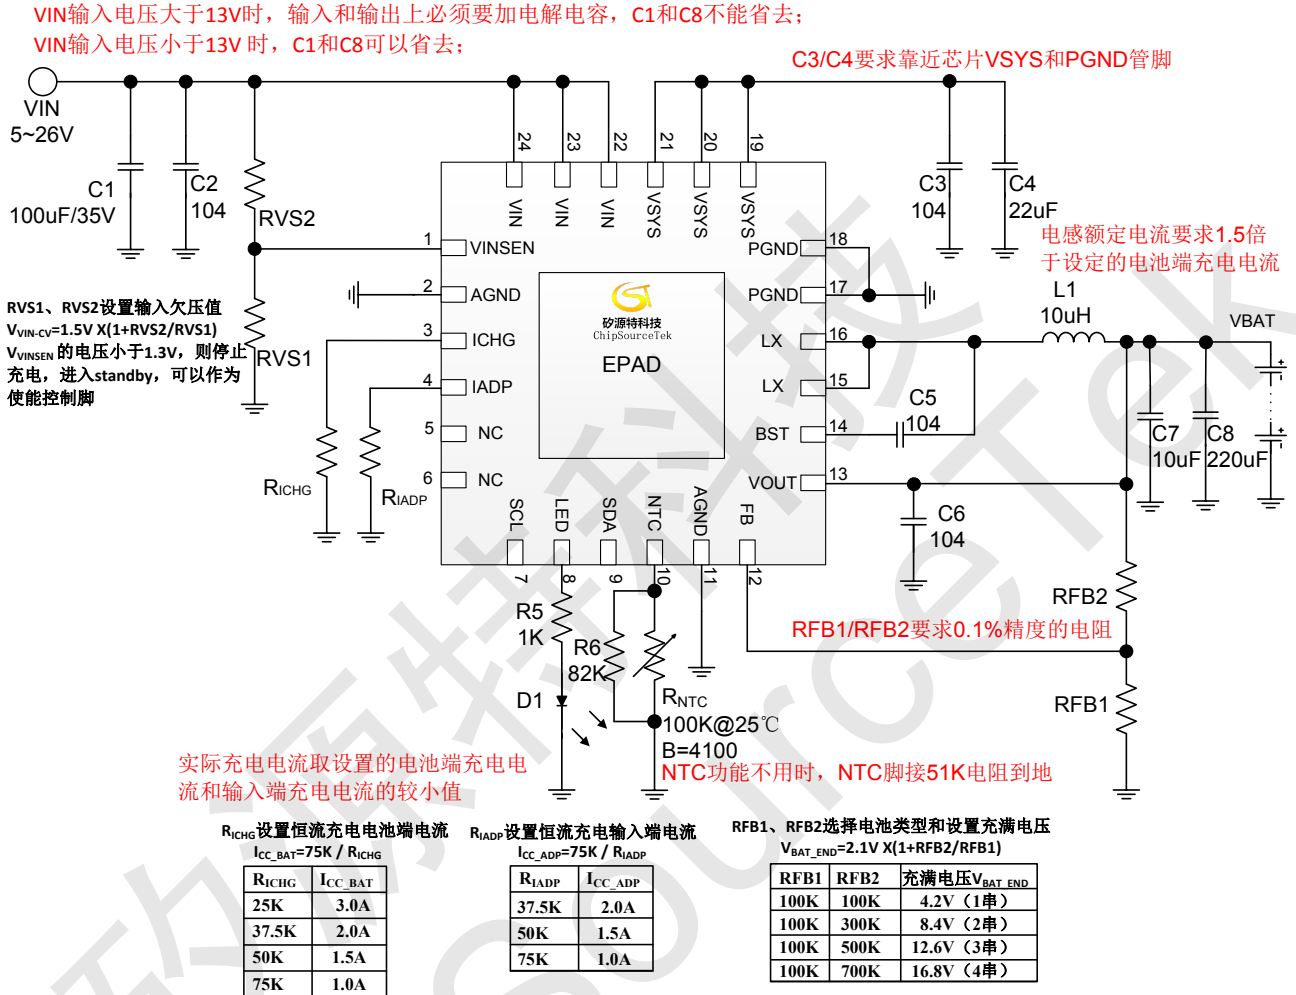 VIN输入电压大于13V时，输入和输出上必须要加电解电容，C1和C8不能省去；
VIN输入电压小于13V 时，C1和C8可以省去；
C3/C4要求靠近芯片VSYS和PGND管脚
VIN
5~26V
C1
100uF/35V
C2
104
RVS2
24
23
22
21
20
19
VIN
VIN
VIN
VSYS
VSYS
VSYS
C3
104
C4
22uF
电感额定电流要求1.5倍
于设定的电池端充电电流
1
VINSEN
2
AGND
3
ICHG
4
IADP
5
NC
6
NC
PGND
18
PGND
17
LX
16
LX
15
BST
14
VOUT
13
矽源特科技
ChipSourceTek
EPAD
L1
10uH
VBAT
RVS1、RVS2设置输入欠压值
VVIN-CV=1.5V X(1+RVS2/RVS1)
VVINSEN 的电压小于1.3V，则停止
充电，进入standby，可以作为
使能控制脚
RVS1
RICHG
RIADP
C5
104
C7
10uF
C8
220uF
C6
104
SCL
LED
SDA
NTC
AGND
FB
7
8
9
10
11
12
R5
1K
R6
82K
D1
RNTC
100K@25℃
B=4100
RFB2
RFB1/RFB2要求0.1%精度的电阻
RFB1
NTC功能不用时，NTC脚接51K电阻到地
实际充电电流取设置的电池端充电电
流和输入端充电电流的较小值
RICHG设置恒流充电电池端电流
ICC_BAT=75K / RICHG
RICHG ICC_BAT
25K 3.0A
37.5K 2.0A
50K 1.5A
75K 1.0A
RIADP设置恒流充电输入端电流
ICC_ADP=75K / RIADP
RIADP ICC_ADP
37.5K 2.0A
50K 1.5A
75K 1.0A
RFB1、RFB2选择电池类型和设置充满电压
VBAT_END=2.1V X(1+RFB2/RFB1)
RFB1 RFB2 充满电压VBAT_END
100K 100K 4.2V（1串）
100K 300K 8.4V（2串）
100K 500K 12.6V（3串）
100K 700K 16.8V（4串）
矽源特科技
SourceTek